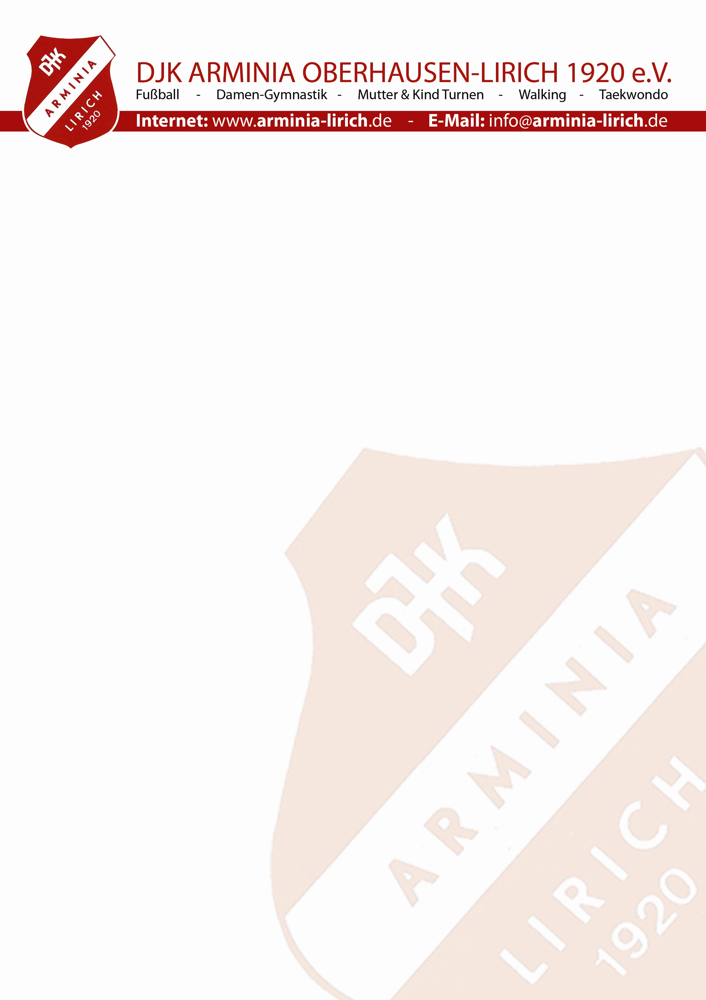 DJK
ARMINIA
LIRICH
1920
DJK ARMINIA OBERHAUSEN-LIRICH 1920 e.V.
Fußball - Damen-Gymnastik - Mutter & Kind Turnen - Walking - Taekwondo
Internet: www.arminia-lirich.de - E-Mail: info@arminia-lirich.de
DJK
ARMINIA
LIRICH
1920